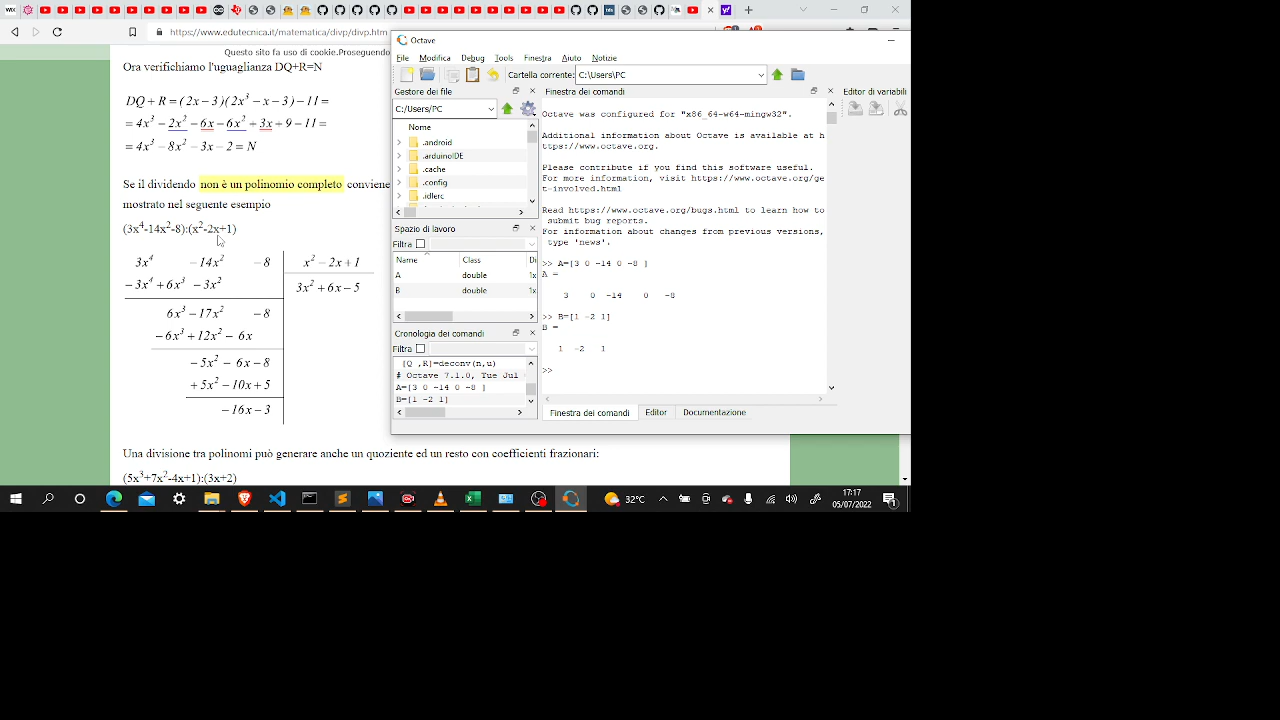 https://www.edutecnica.it/matematica/divp/divp.htm
Questo sito fa uso di cookie.Proseguendo
Ora verifichiamo l'uguaglianza DQ+R=N
DQ + R = (2x − 3)(2x³ − x − 3) − 11 =
= 4x³ − 2x² − 6x − 6x² + 3x + 9 − 11 =
= 4x³ − 8x² − 3x − 2 = N
Se il dividendo non è un polinomio completo conviene
mostrato nel seguente esempio
(3x⁴-14x²-8):(x²-2x+1)
3x⁴ − 14x² − 8 x² − 2x + 1
− 3x⁴ + 6x³ − 3x² 3x² + 6x − 5
6x³ − 17x² − 8
− 6x³ + 12x² − 6x
− 5x² − 6x − 8
+ 5x² − 10x + 5
− 16x − 3
Una divisione tra polinomi può generare anche un quoziente ed un resto con coefficienti frazionari:
(5x³+7x²-4x+1):(3x+2)
Octave
File Modifica Debug Tools Finestra Aiuto Notizie
Cartella corrente: C:\Users\PC
Gestore dei file
C:/Users/PC
Nome
.android
.arduinoIDE
.cache
.config
.idlerc
Spazio di lavoro
Filtra
Name Class Di
A double 1x
B double 1x
Cronologia dei comandi
Filtra
[Q ,R]=deconv(n,u)
# Octave 7.1.0, Tue Jul
A=[3 0 -14 0 -8 ]
B=[1 -2 1]
Finestra dei comandi
Octave was configured for "x86_64-w64-mingw32".
Additional information about Octave is available at h
ttps://www.octave.org.
Please contribute if you find this software useful.
For more information, visit https://www.octave.org/ge
t-involved.html
Read https://www.octave.org/bugs.html to learn how to
submit bug reports.
For information about changes from previous versions,
type 'news'.
>> A=[3 0 -14 0 -8 ]
A =
3 0 -14 0 -8
>> B=[1 -2 1]
B =
1 -2 1
>>
Finestra dei comandi Editor Documentazione
Editor di variabili
32°C
17:17
05/07/2022
1